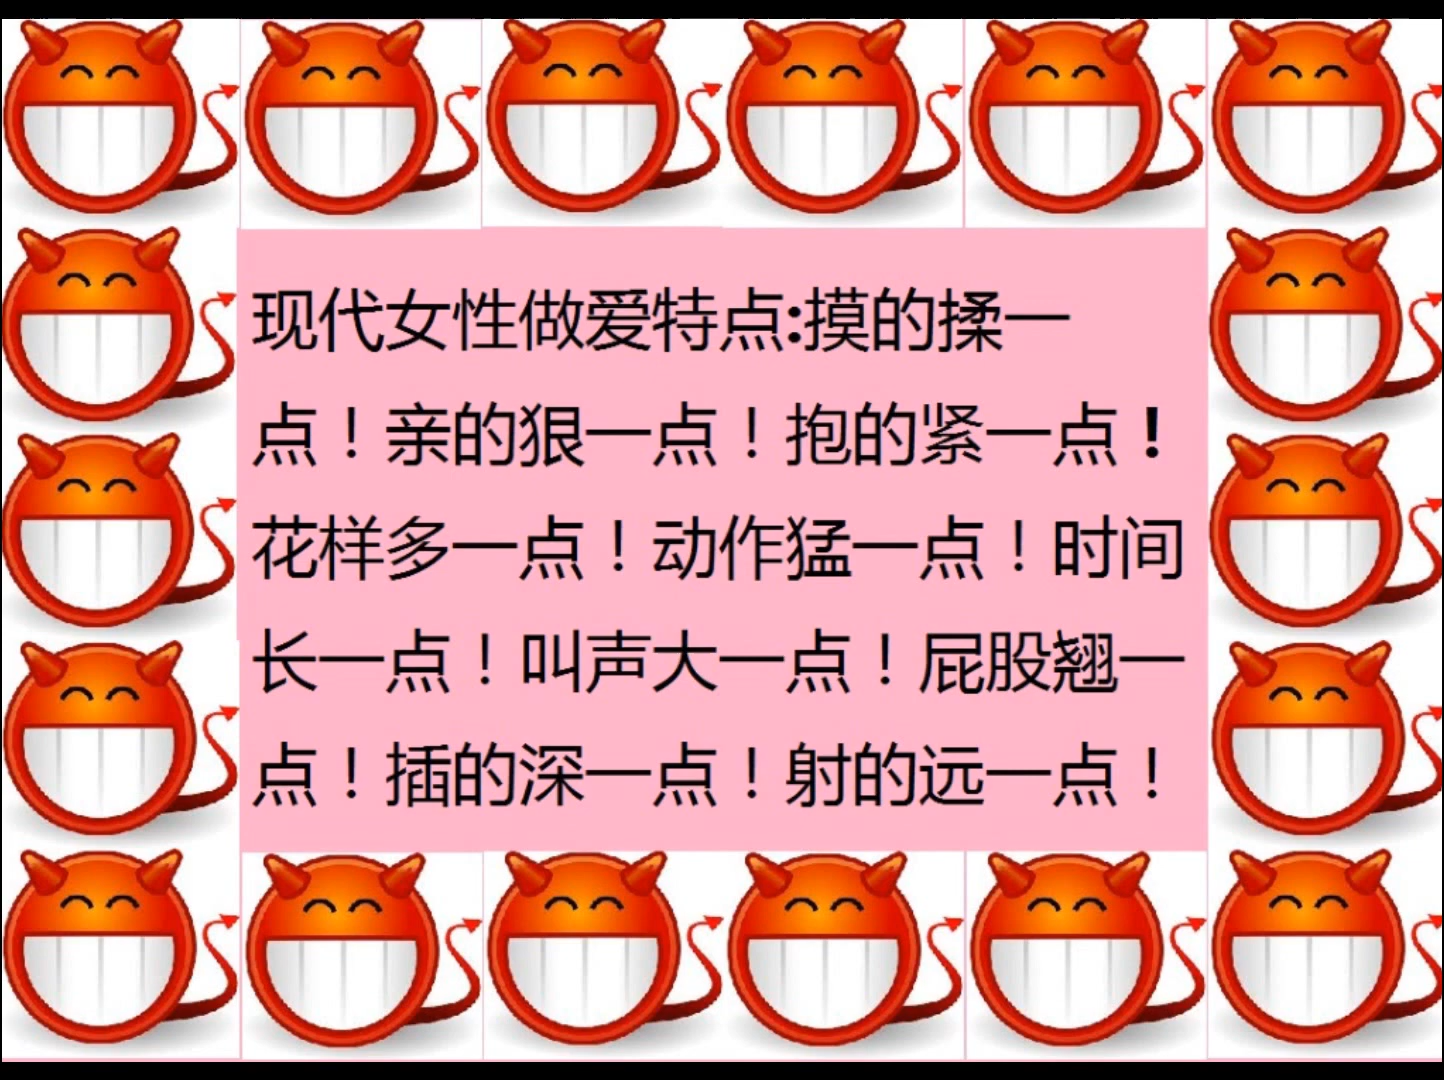 现代女性做爱特点:摸的揉一
点！亲的狠一点！抱的紧一点！
花样多一点！动作猛一点！时间
长一点！叫声大一点！屁股翘一
点！插的深一点！射的远一点！